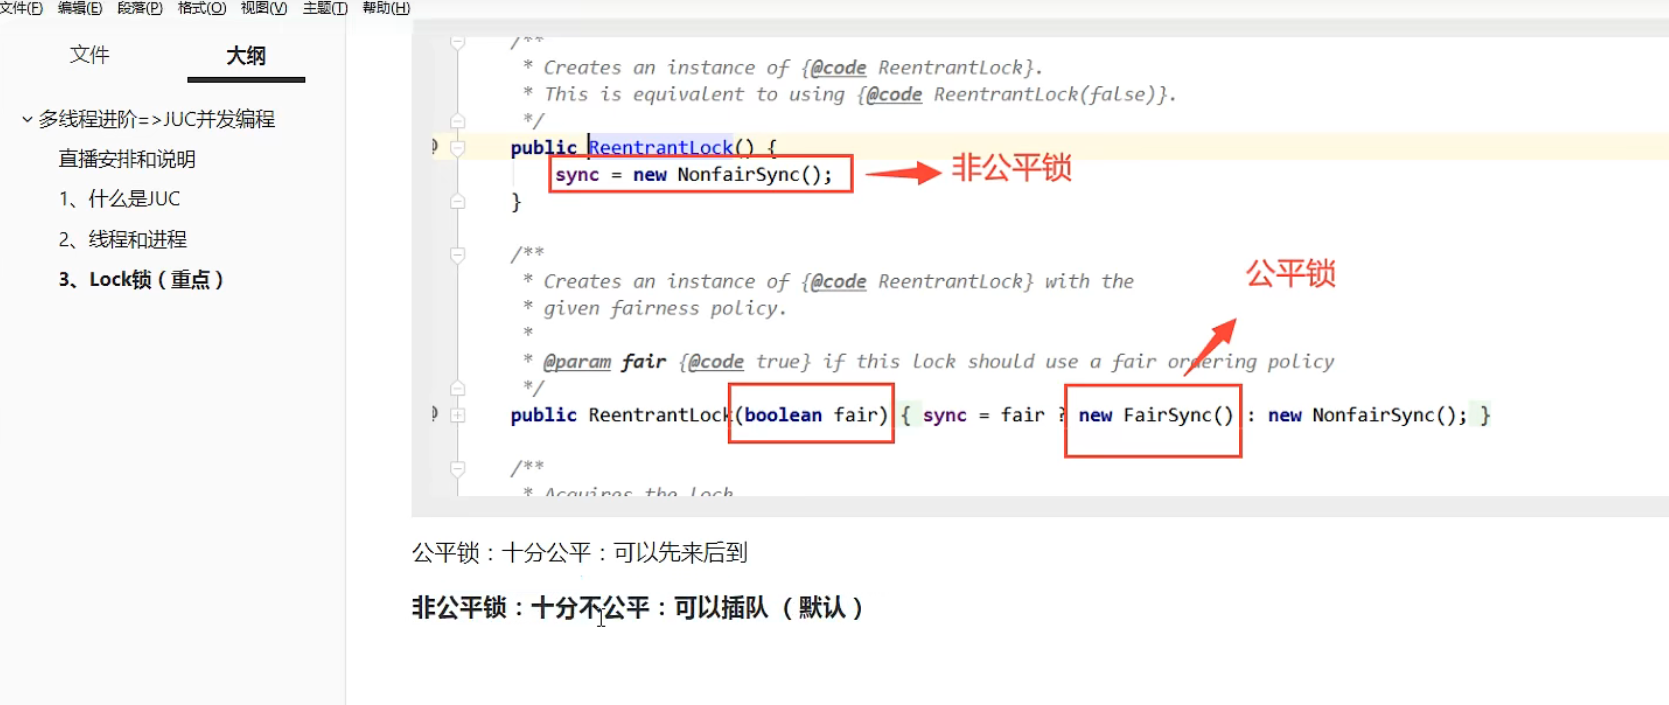 文件(F) 编辑(E) 段落(P) 格式(O) 视图(V) 主题(T) 帮助(H)
文件 大纲
多线程进阶=>JUC并发编程
直播安排和说明
1、什么是JUC
2、线程和进程
3、Lock锁（重点）
/**
* Creates an instance of {@code ReentrantLock}.
* This is equivalent to using {@code ReentrantLock(false)}.
*/
public ReentrantLock() {
sync = new NonfairSync();
非公平锁
}
/**
* Creates an instance of {@code ReentrantLock} with the
* given fairness policy.
*
* @param fair {@code true} if this lock should use a fair ordering policy
*/
公平锁
public ReentrantLock(boolean fair) { sync = fair ? new FairSync() : new NonfairSync(); }
/**
* Acquires the lock
公平锁：十分公平：可以先来后到
非公平锁：十分不公平：可以插队（默认）